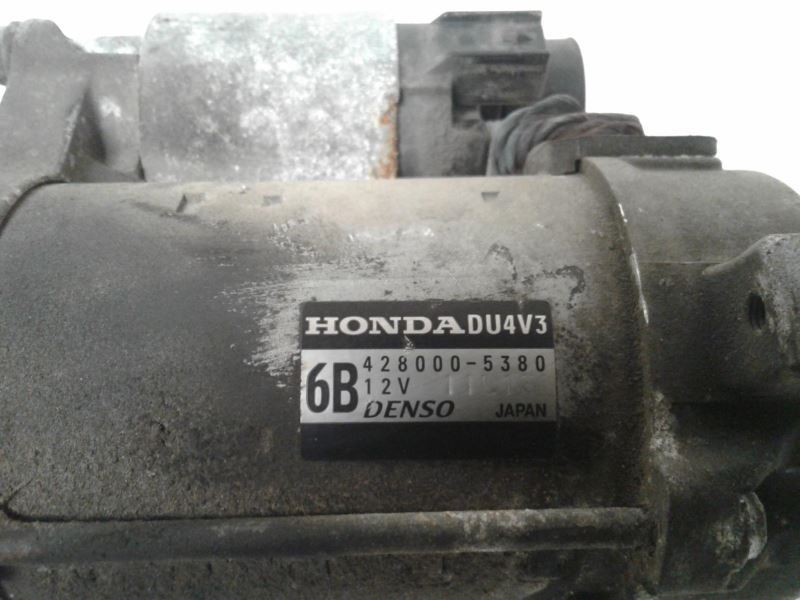 HONDA DU4V3
6B 428000-5380
12V
DENSO JAPAN